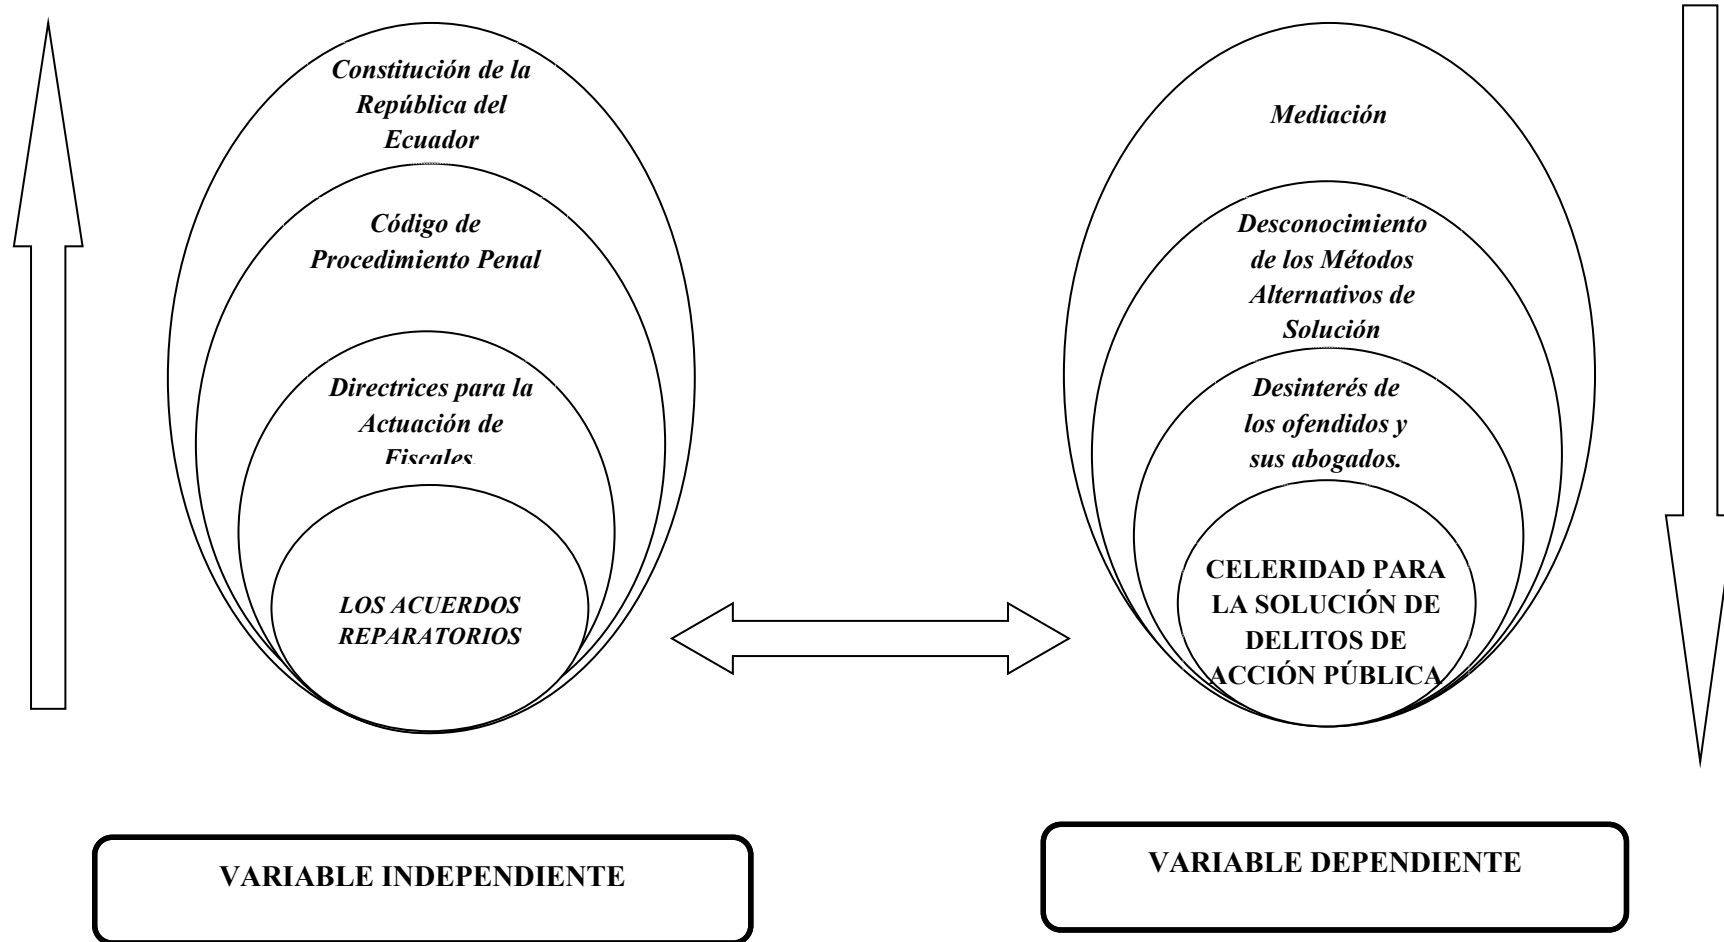 Constitución de la
República del
Ecuador
Código de
Procedimiento Penal
Directrices para la
Actuación de
Fiscales.
LOS ACUERDOS
REPARATORIOS
Mediación
Desconocimiento
de los Métodos
Alternativos de
Solución
Desinterés de
los ofendidos y
sus abogados.
CELERIDAD PARA
LA SOLUCIÓN DE
DELITOS DE
ACCIÓN PÚBLICA
VARIABLE INDEPENDIENTE
VARIABLE DEPENDIENTE